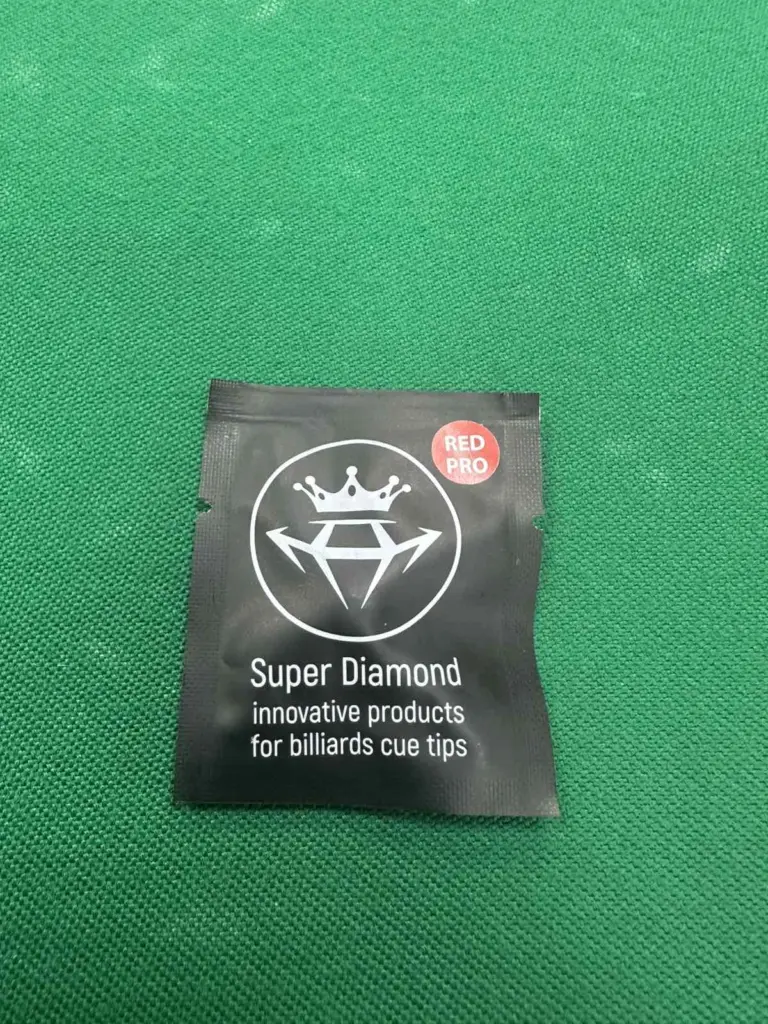 RED
PRO
Super Diamond
innovative products
for billiards cue tips